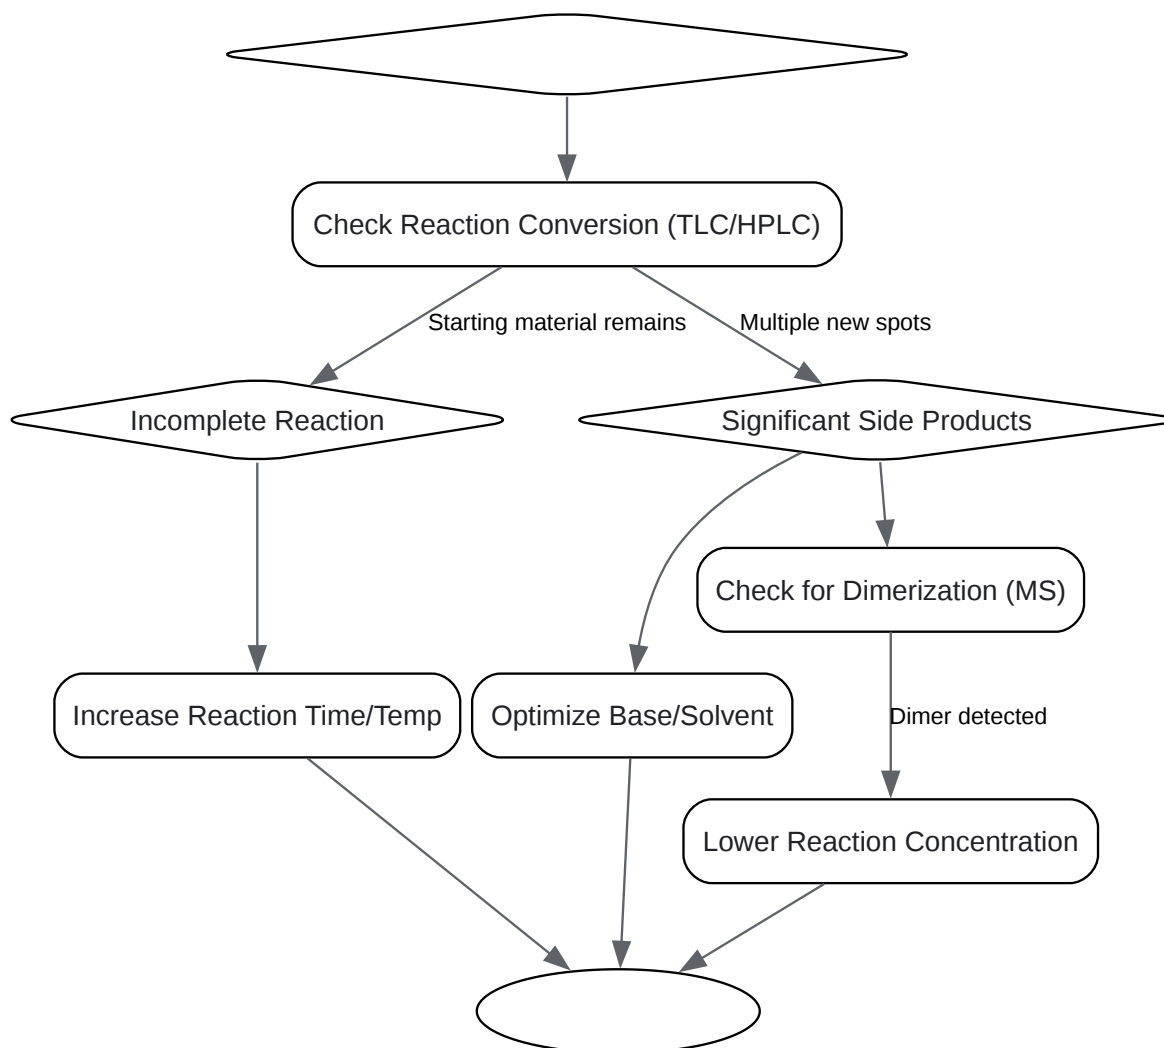 Check Reaction Conversion (TLC/HPLC)
Starting material remains
Multiple new spots
Incomplete Reaction
Significant Side Products
Check for Dimerization (MS)
Increase Reaction Time/Temp
Optimize Base/Solvent
Dimer detected
Lower Reaction Concentration